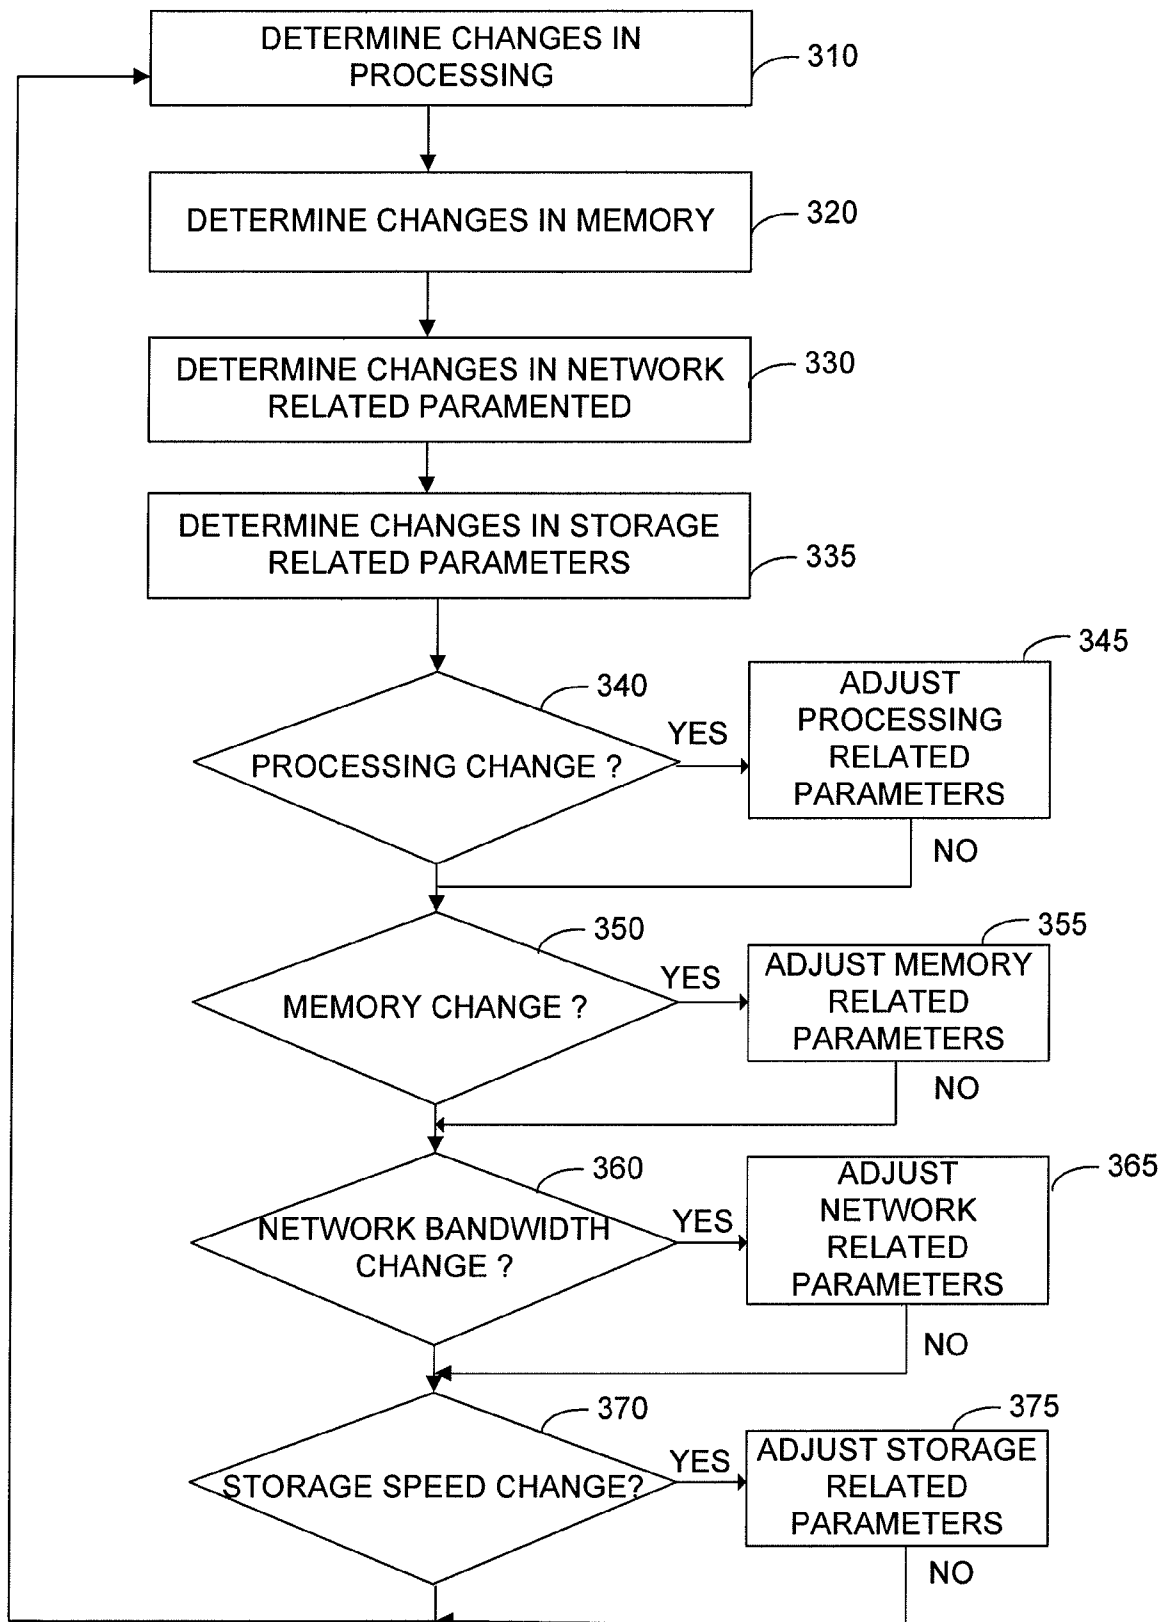 DETERMINE CHANGES IN
PROCESSING
310
DETERMINE CHANGES IN MEMORY
320
DETERMINE CHANGES IN NETWORK
RELATED PARAMENTED
330
DETERMINE CHANGES IN STORAGE
RELATED PARAMETERS
335
340
PROCESSING CHANGE ?
YES
345
ADJUST
PROCESSING
RELATED
PARAMETERS
NO
350
MEMORY CHANGE ?
YES
355
ADJUST MEMORY
RELATED
PARAMETERS
NO
360
NETWORK BANDWIDTH
CHANGE ?
YES
365
ADJUST
NETWORK
RELATED
PARAMETERS
NO
370
STORAGE SPEED CHANGE?
YES
375
ADJUST STORAGE
RELATED
PARAMETERS
NO